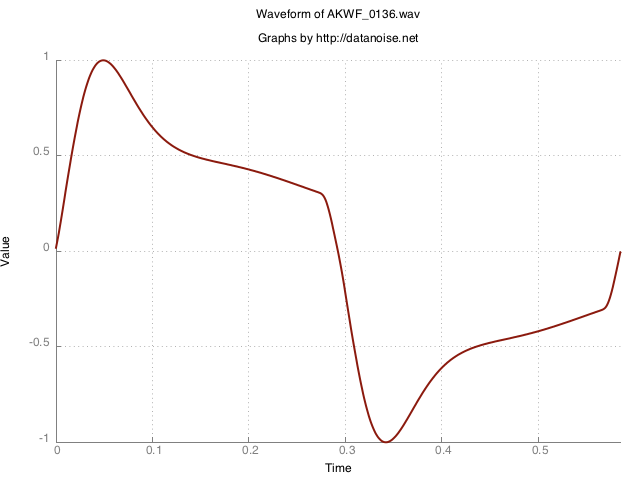 Waveform of AKWF_0136.wav
Graphs by http://datanoise.net
1
0.5
0
-0.5
-1
Value
0 0.1 0.2 0.3 0.4 0.5
Time